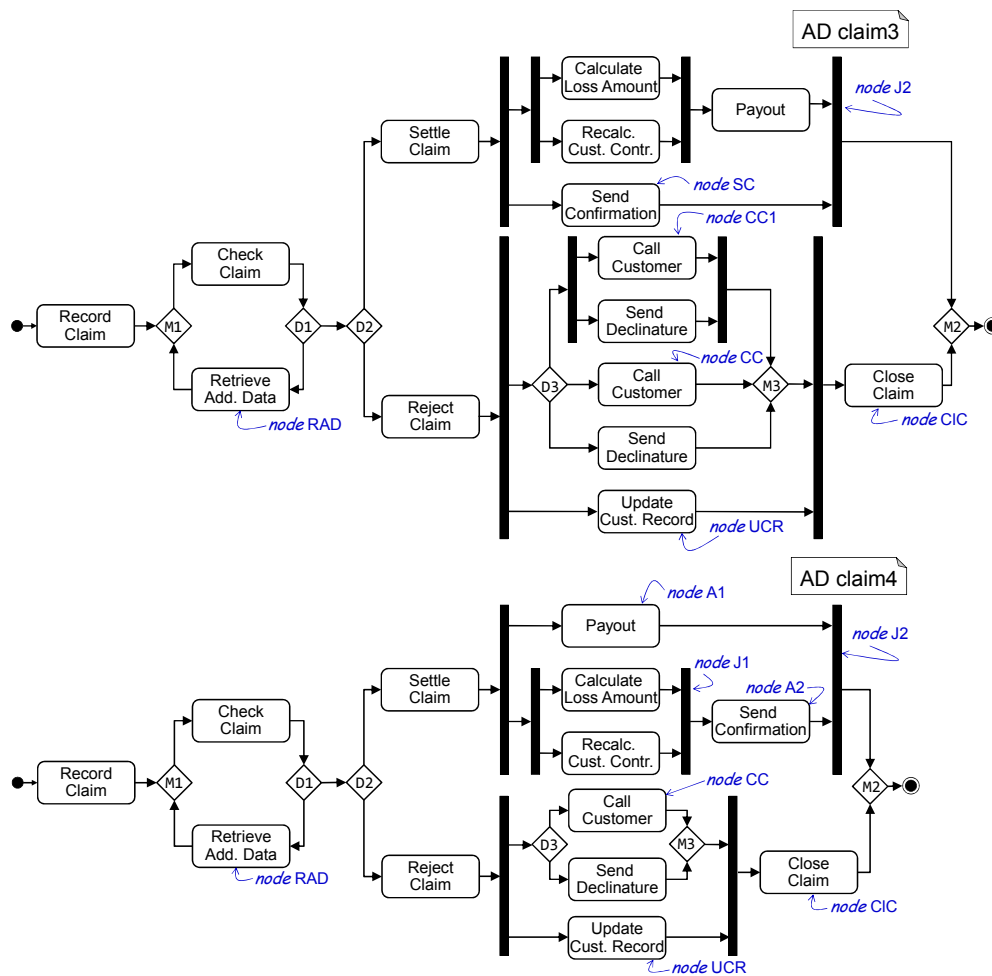 AD claim3
Calculate
Loss Amount
node J2
Payout
Settle
Claim
Recalc.
Cust. Contr.
node SC
Send
Confirmation
node CC1
Call
Customer
Check
Claim
Record
Claim
M1
D1
D2
Send
Declinature
node CC
M2
Retrieve
Add. Data
node RAD
Reject
Claim
D3
Call
Customer
M3
Close
Claim
node ClC
Send
Declinature
Update
Cust. Record
node UCR
AD claim4
node A1
Payout
node J2
Settle
Claim
Calculate
Loss Amount
node J1
node A2
Send
Confirmation
Check
Claim
Recalc.
Cust. Contr.
Record
Claim
M1
D1
D2
node CC
M2
Call
Customer
Retrieve
Add. Data
node RAD
Reject
Claim
D3
M3
Send
Declinature
Close
Claim
node ClC
Update
Cust. Record
node UCR